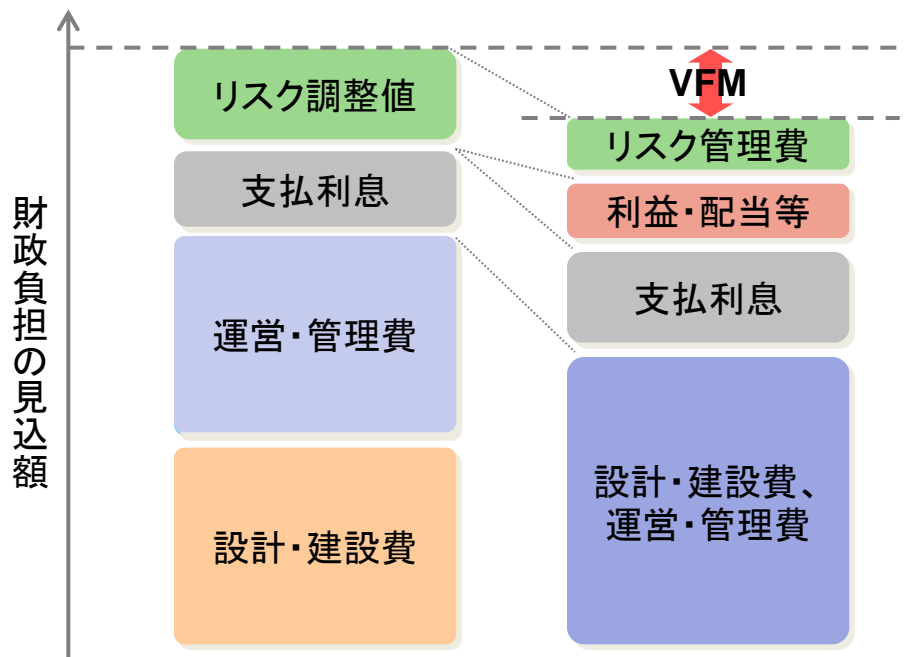 財政負担の見込額
リスク調整値
支払利息
運営・管理費
設計・建設費
VFM
リスク管理費
利益・配当等
支払利息
設計・建設費、
運営・管理費